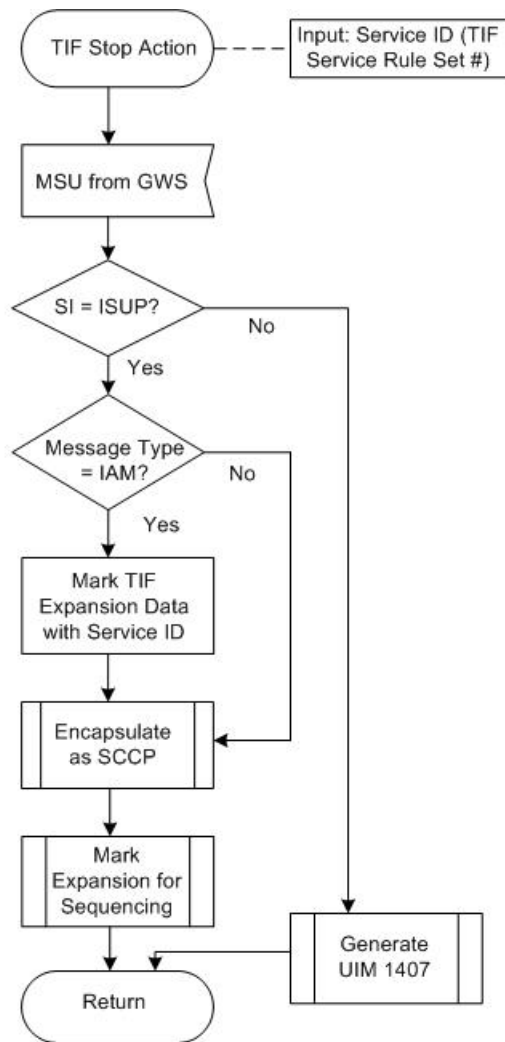 TIF Stop Action
Input: Service ID (TIF
Service Rule Set #)
MSU from GWS
SI = ISUP?
No
Yes
Message Type
= IAM?
No
Yes
Mark TIF
Expansion Data
with Service ID
Encapsulate
as SCCP
Mark
Expansion for
Sequencing
Generate
UIM 1407
Return